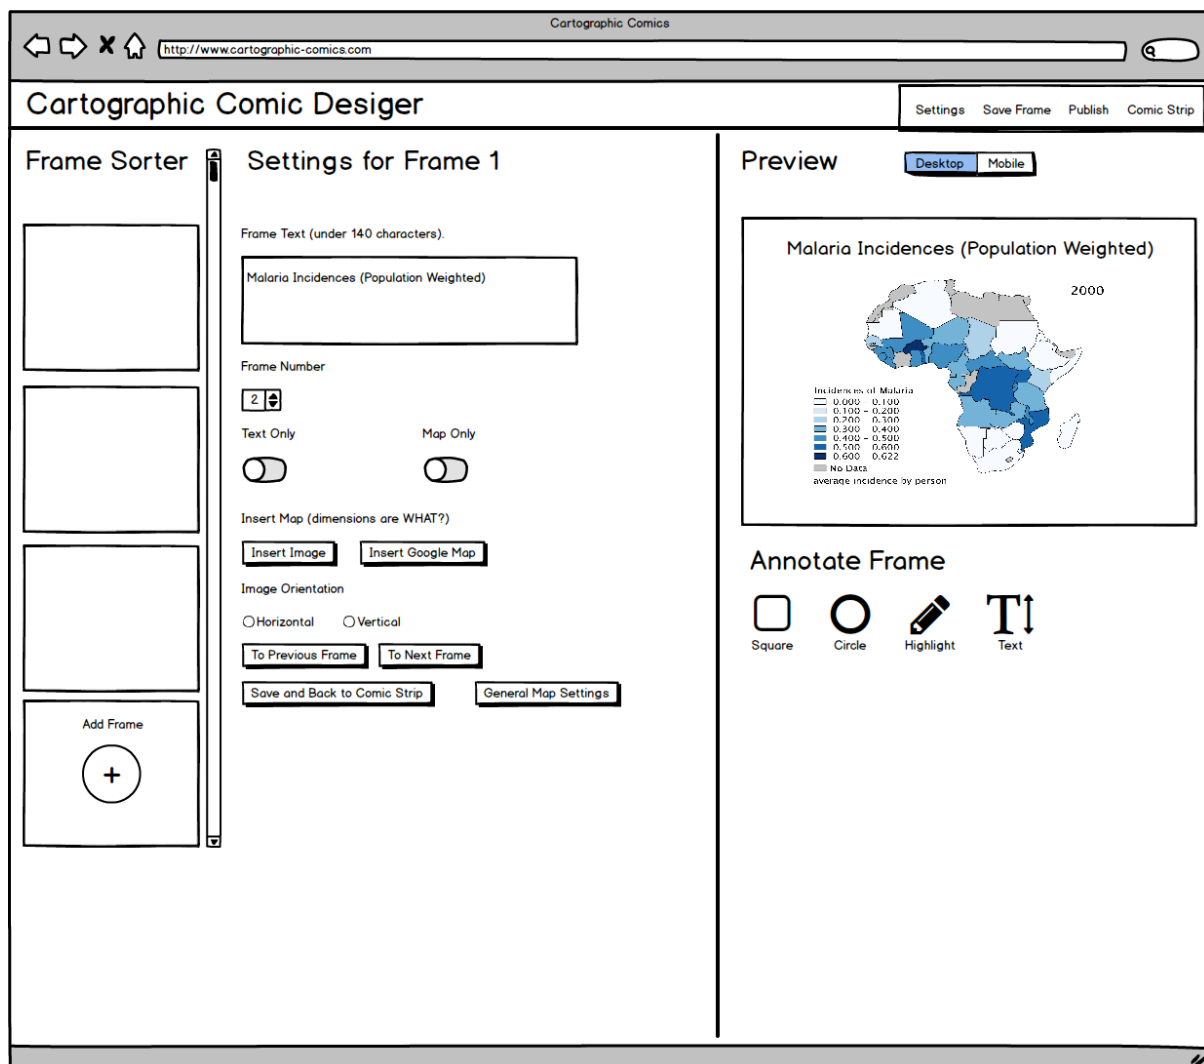 Cartographic Comics
http://www.cartographic-comics.com
Cartographic Comic Desiger
Settings Save Frame Publish Comic Strip
Frame Sorter
Add Frame
+
Settings for Frame 1
Frame Text (under 140 characters).
Malaria Incidences (Population Weighted)
Frame Number
2
Text Only Map Only
Insert Map (dimensions are WHAT?)
Insert Image Insert Google Map
Image Orientation
Horizontal Vertical
To Previous Frame To Next Frame
Save and Back to Comic Strip General Map Settings
Preview Desktop Mobile
Malaria Incidences (Population Weighted)
2000
Incidences of Malaria
0.000 – 0.100
0.100 – 0.200
0.200 – 0.300
0.300 – 0.400
0.400 – 0.500
0.500 – 0.600
0.600 – 0.622
No Data
average incidence by person
Annotate Frame
T
Square Circle Highlight Text